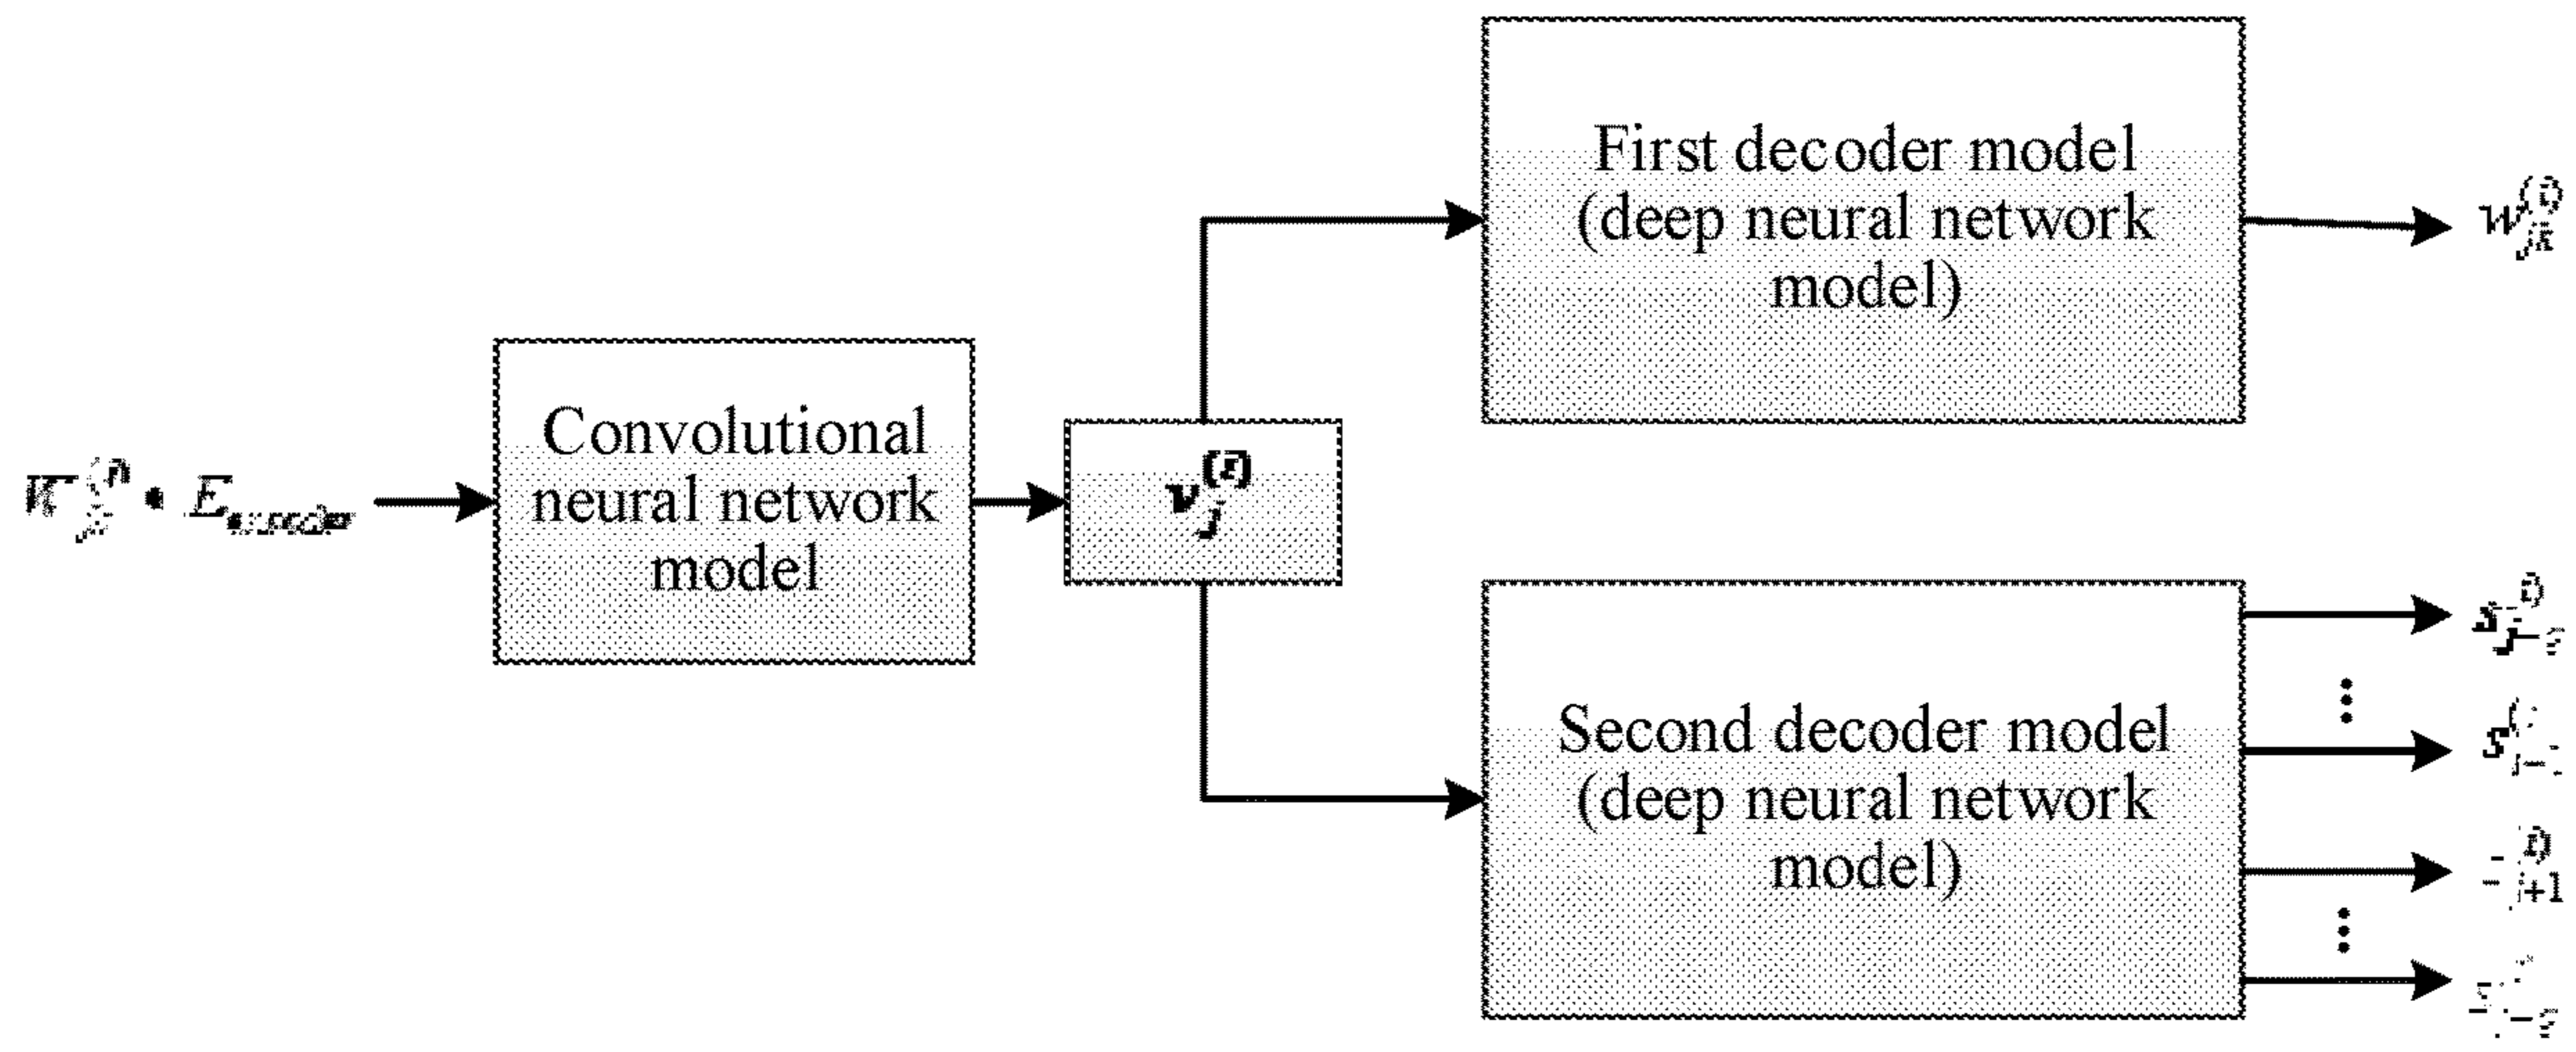 First decoder model
(deep neural network
model)
Convolutional
neural network
model
Second decoder model
(deep neural network
model)